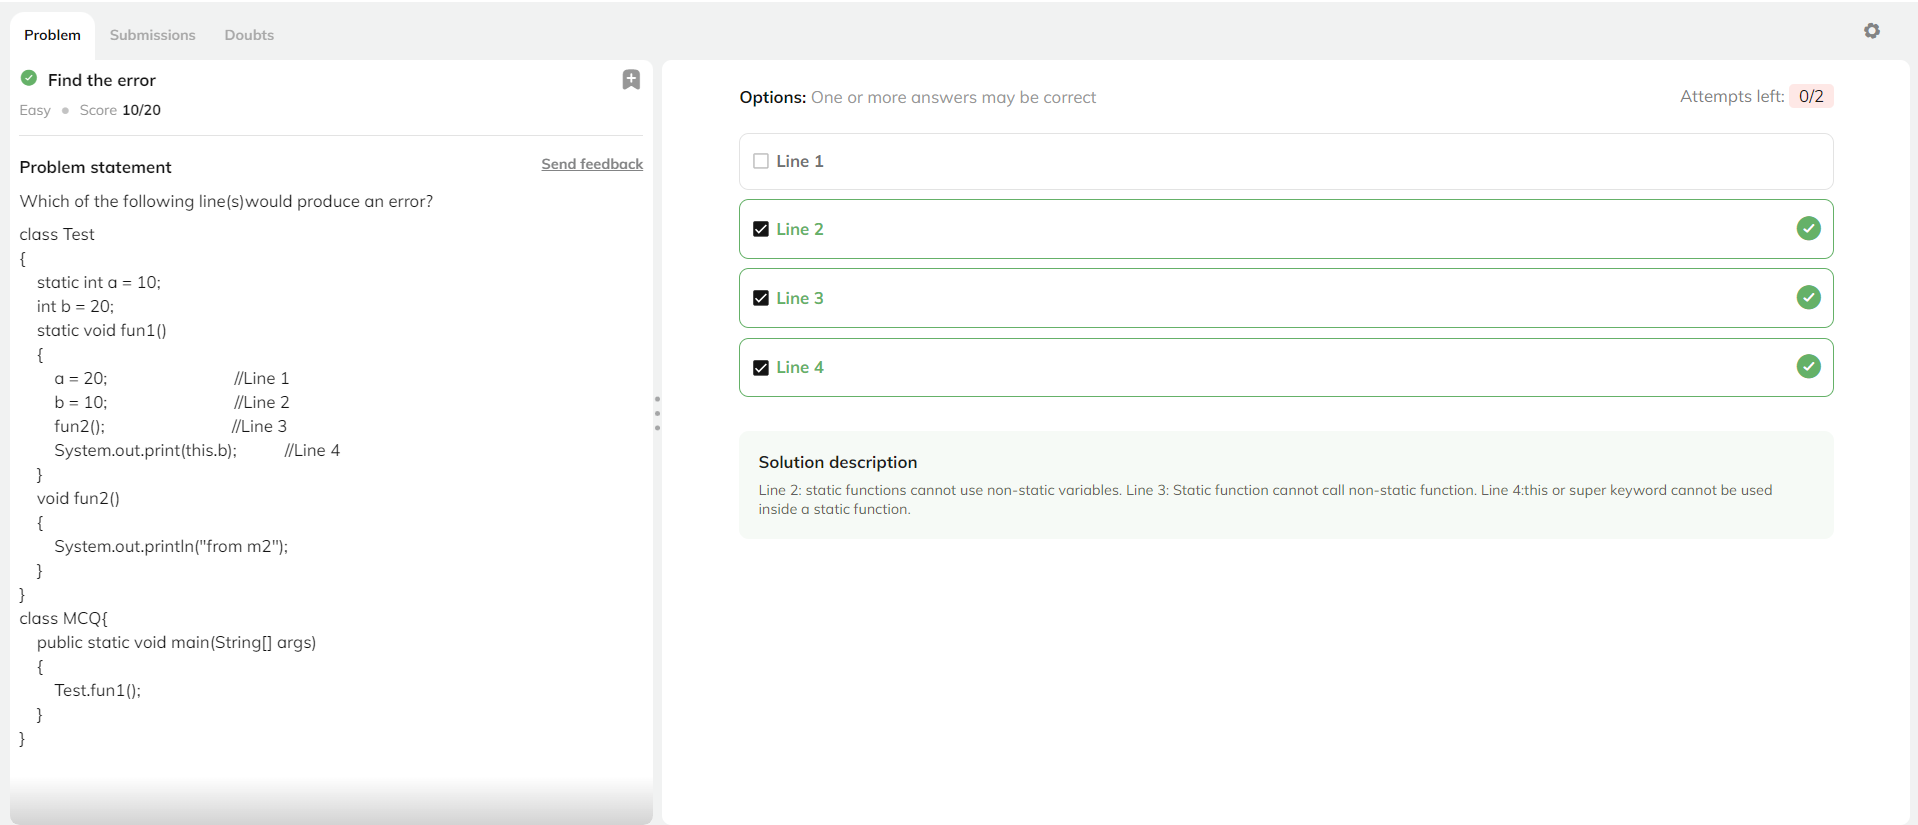 Problem
Submissions
Doubts
Find the error
Easy • Score 10/20
Problem statement
Send feedback
Which of the following line(s)would produce an error?
class Test
{
    static int a = 10;
    int b = 20;
    static void fun1()
    {
        a = 20;                              //Line 1
        b = 10;                              //Line 2
        fun2();                              //Line 3
        System.out.print(this.b);           //Line 4
    }
    void fun2()
    {
        System.out.println("from m2");
    }
}
class MCQ{
    public static void main(String[] args)
    {
        Test.fun1();
    }
}
Options: One or more answers may be correct
Attempts left: 0/2
Line 1
Line 2
Line 3
Line 4
Solution description
Line 2: static functions cannot use non-static variables. Line 3: Static function cannot call non-static function. Line 4:this or super keyword cannot be used
inside a static function.